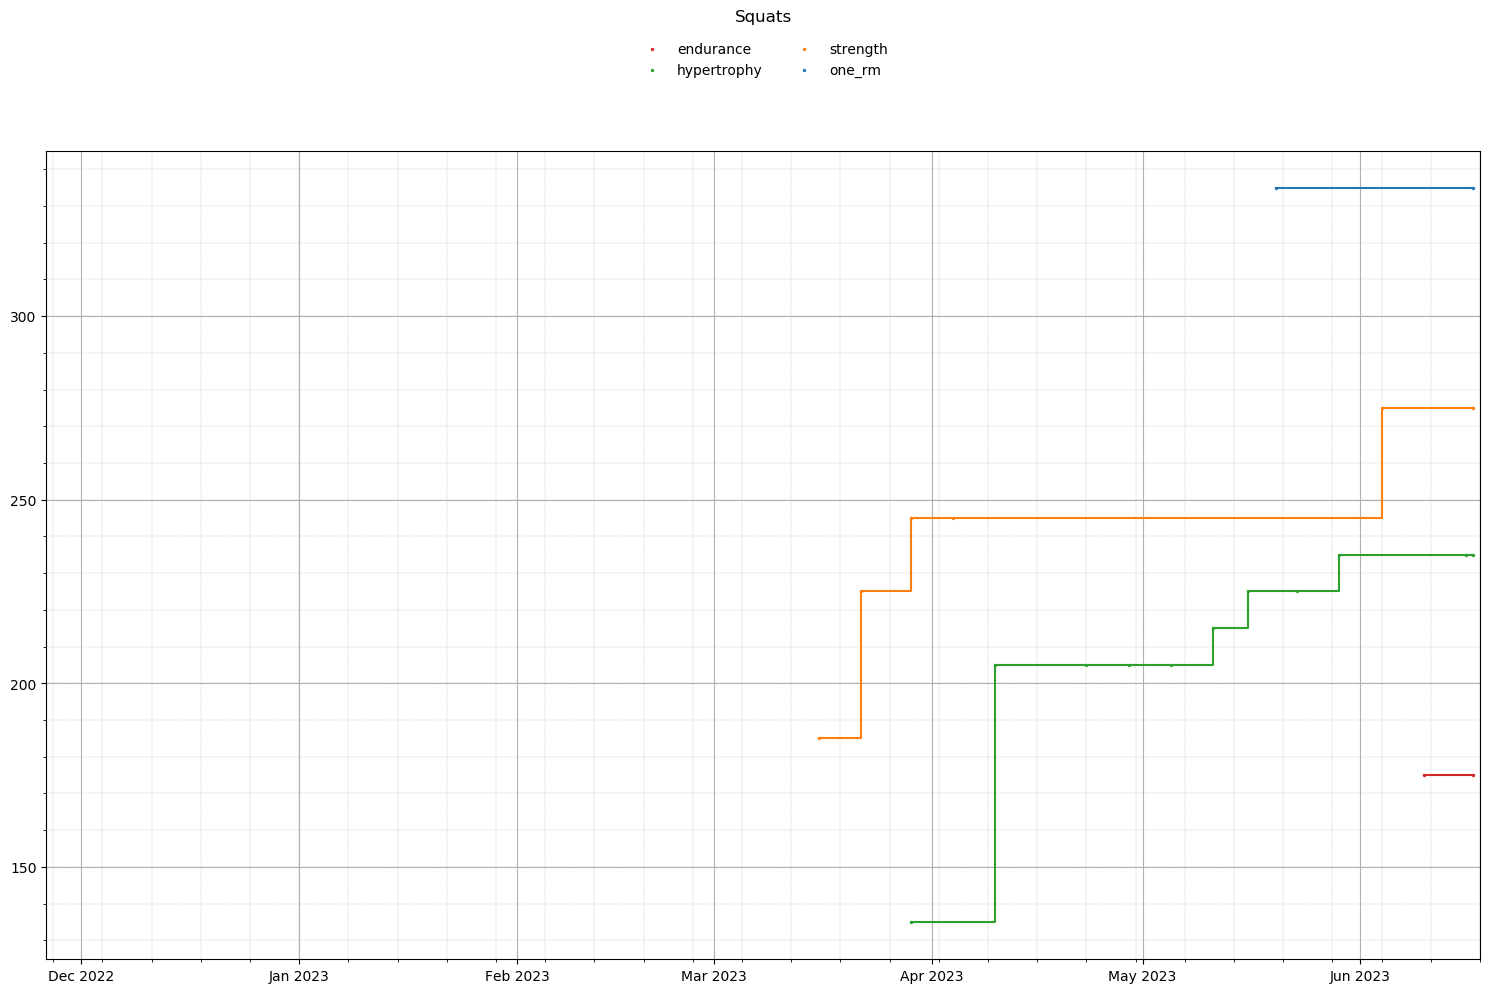 Squats
endurance strength
hypertrophy one_rm
300
250
200
150
Dec 2022 Jan 2023 Feb 2023 Mar 2023 Apr 2023 May 2023 Jun 2023